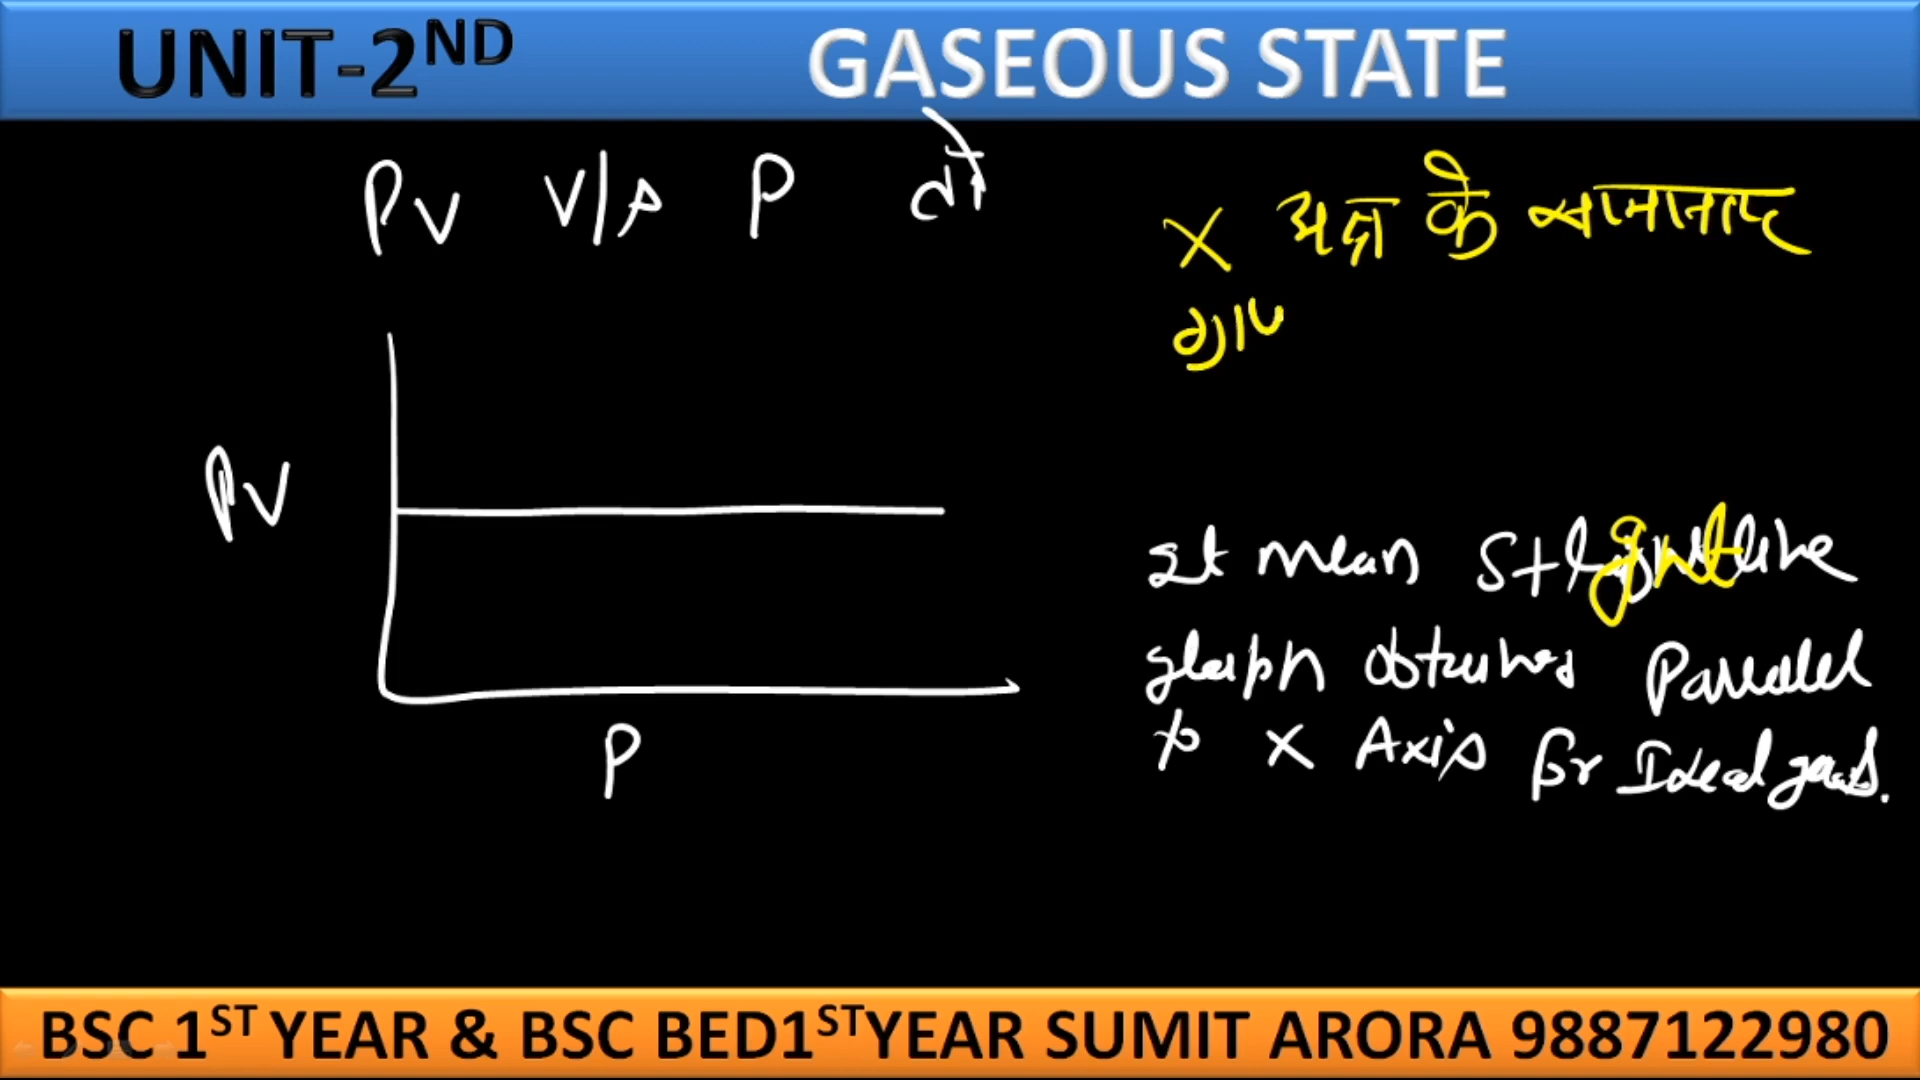 UNIT-2ND GASEOUS STATE
PV V/s P तो
X अक्ष के समानान्तर
PV
It mean Straight line
graph obtained Parallel
to X Axis for Ideal gas.
P
BSC 1ST YEAR & BSC BED1STYEAR SUMIT ARORA 9887122980